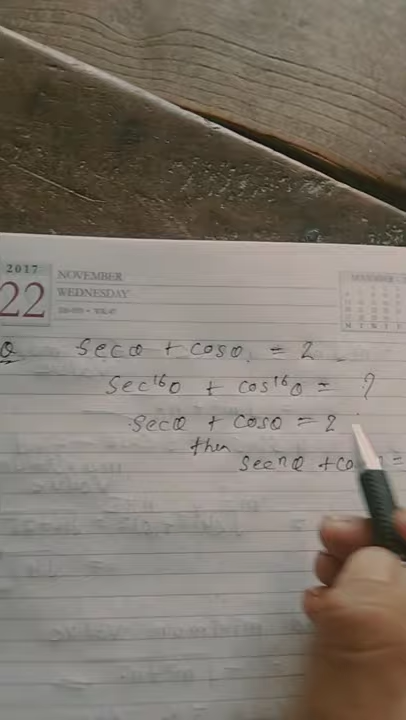 2017
NOVEMBER
22
WEDNESDAY
Q secθ + cosθ = 2
sec¹⁶θ + cos¹⁶θ = ?
secθ + cosθ = 2
then
secⁿθ + co =